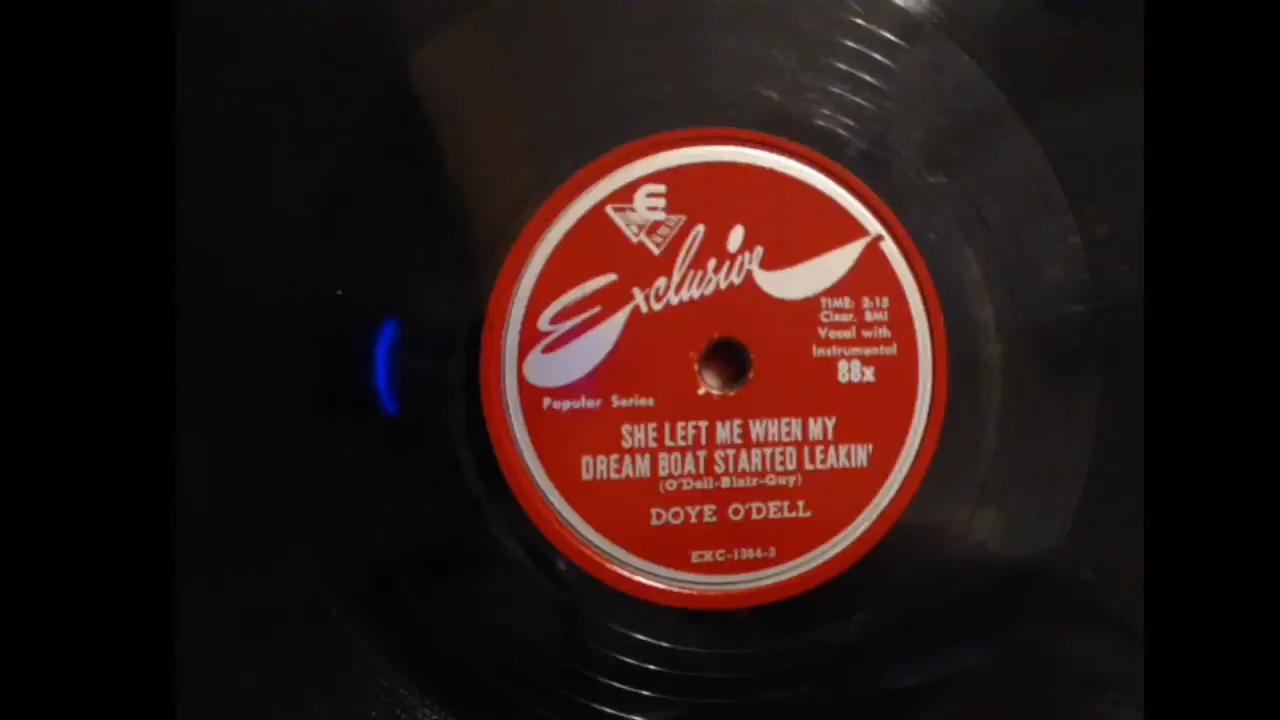 E
Exclusive
TIME: 2:15
Clear. BMI
Vocal with
Instrumental
88x
Popular Series
SHE LEFT ME WHEN MY
DREAM BOAT STARTED LEAKIN'
(O'Dell-Blair-Guy)
DOYE O'DELL
EXC-1364-3